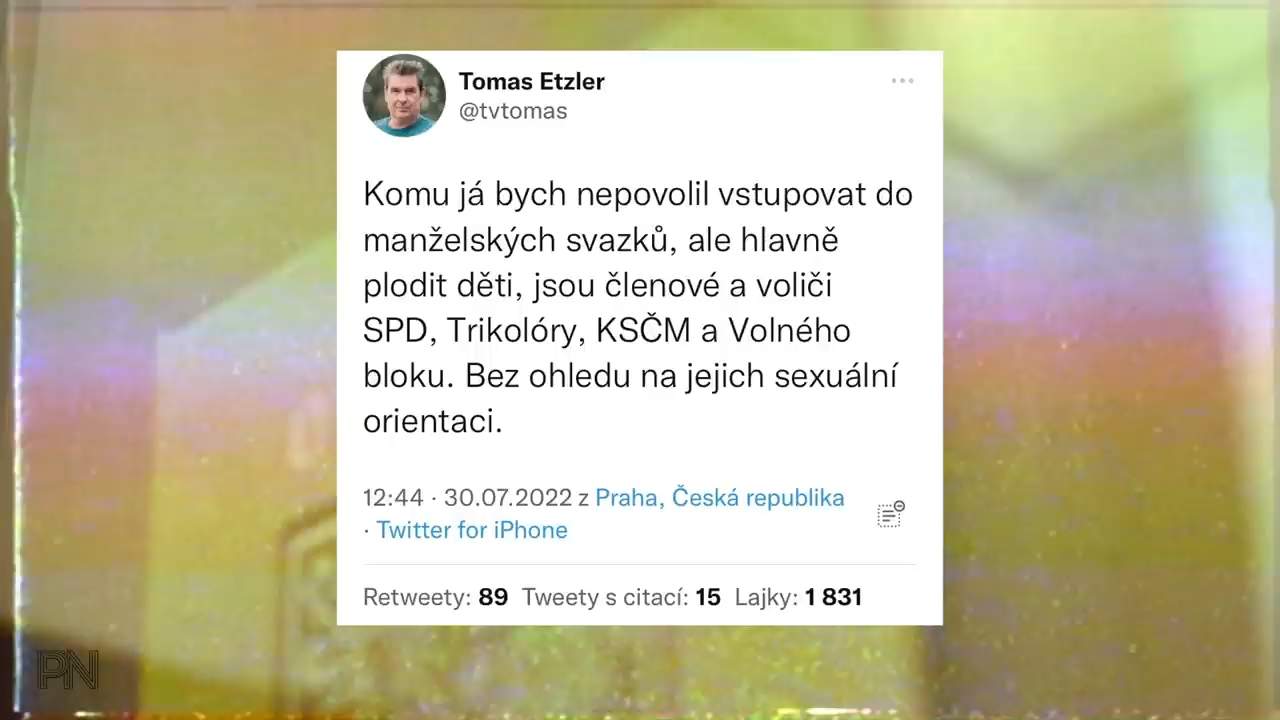 Tomas Etzler
@tvtomas
Komu já bych nepovolil vstupovat do
manželských svazků, ale hlavně
plodit děti, jsou členové a voliči
SPD, Trikolóry, KSČM a Volného
bloku. Bez ohledu na jejich sexuální
orientaci.
12:44 · 30.07.2022 z Praha, Česká republika
· Twitter for iPhone
Retweety: 89 Tweety s citací: 15 Lajky: 1 831
PN